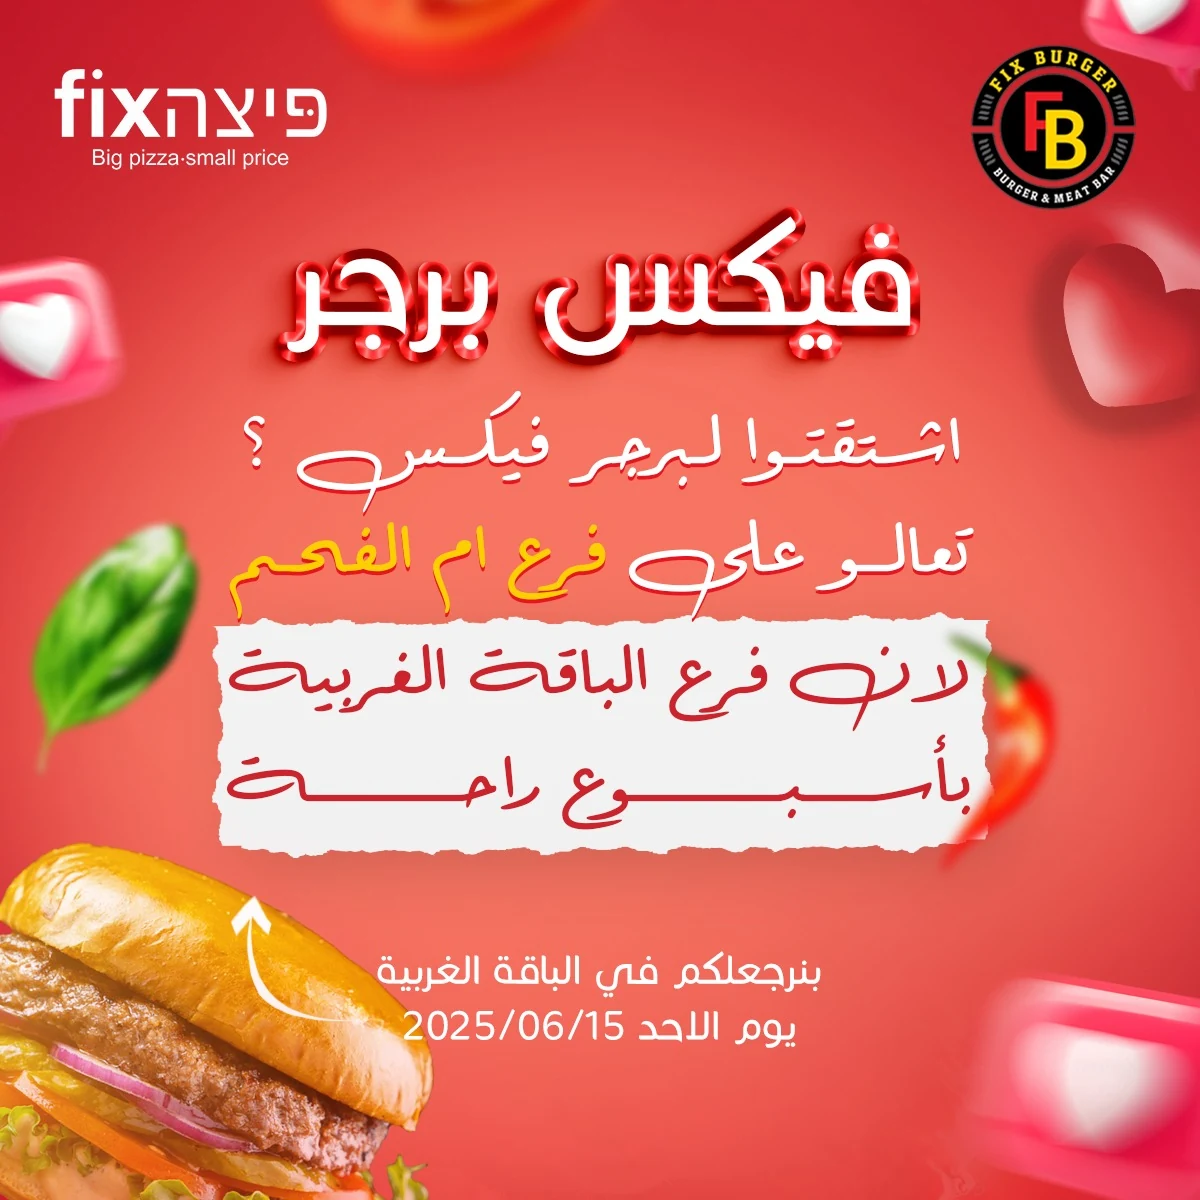 fixפיצה
Big pizza·small price
FIX BURGER
FB
BURGER & MEAT BAR
فيكس برجر
اشتقتوا لبرجر فيكس ؟
تعالو على فرع ام الفحم
لان فرع الباقة الغربية
بأسبوع راحة
بنرجعلكم في الباقة الغربية
يوم الاحد 2025/06/15